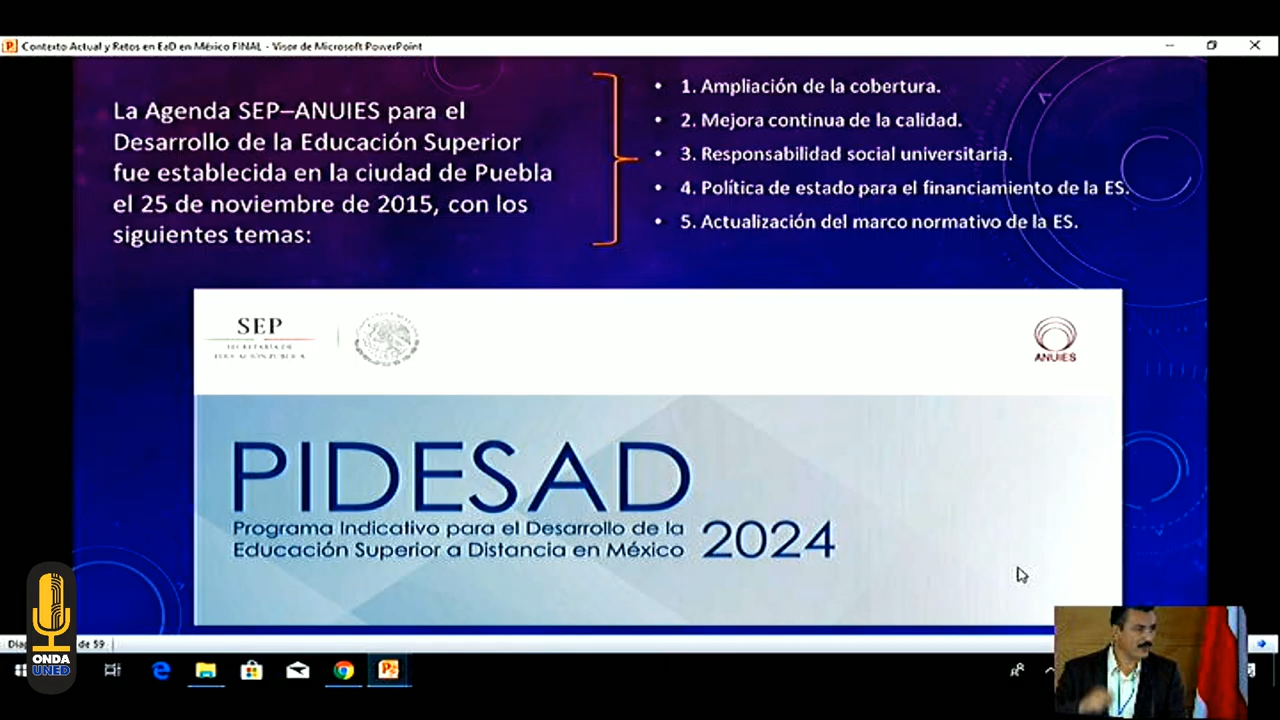 Contexto Actual y Retos en EaD en México FINAL - Visor de Microsoft PowerPoint
La Agenda SEP–ANUIES para el
Desarrollo de la Educación Superior
fue establecida en la ciudad de Puebla
el 25 de noviembre de 2015, con los
siguientes temas:
• 1. Ampliación de la cobertura.
• 2. Mejora continua de la calidad.
• 3. Responsabilidad social universitaria.
• 4. Política de estado para el financiamiento de la ES.
• 5. Actualización del marco normativo de la ES.
SEP
SECRETARÍA DE
EDUCACIÓN PÚBLICA
ANUIES
PIDESAD
Programa Indicativo para el Desarrollo de la
Educación Superior a Distancia en México 2024
de 59
ONDA
UNED